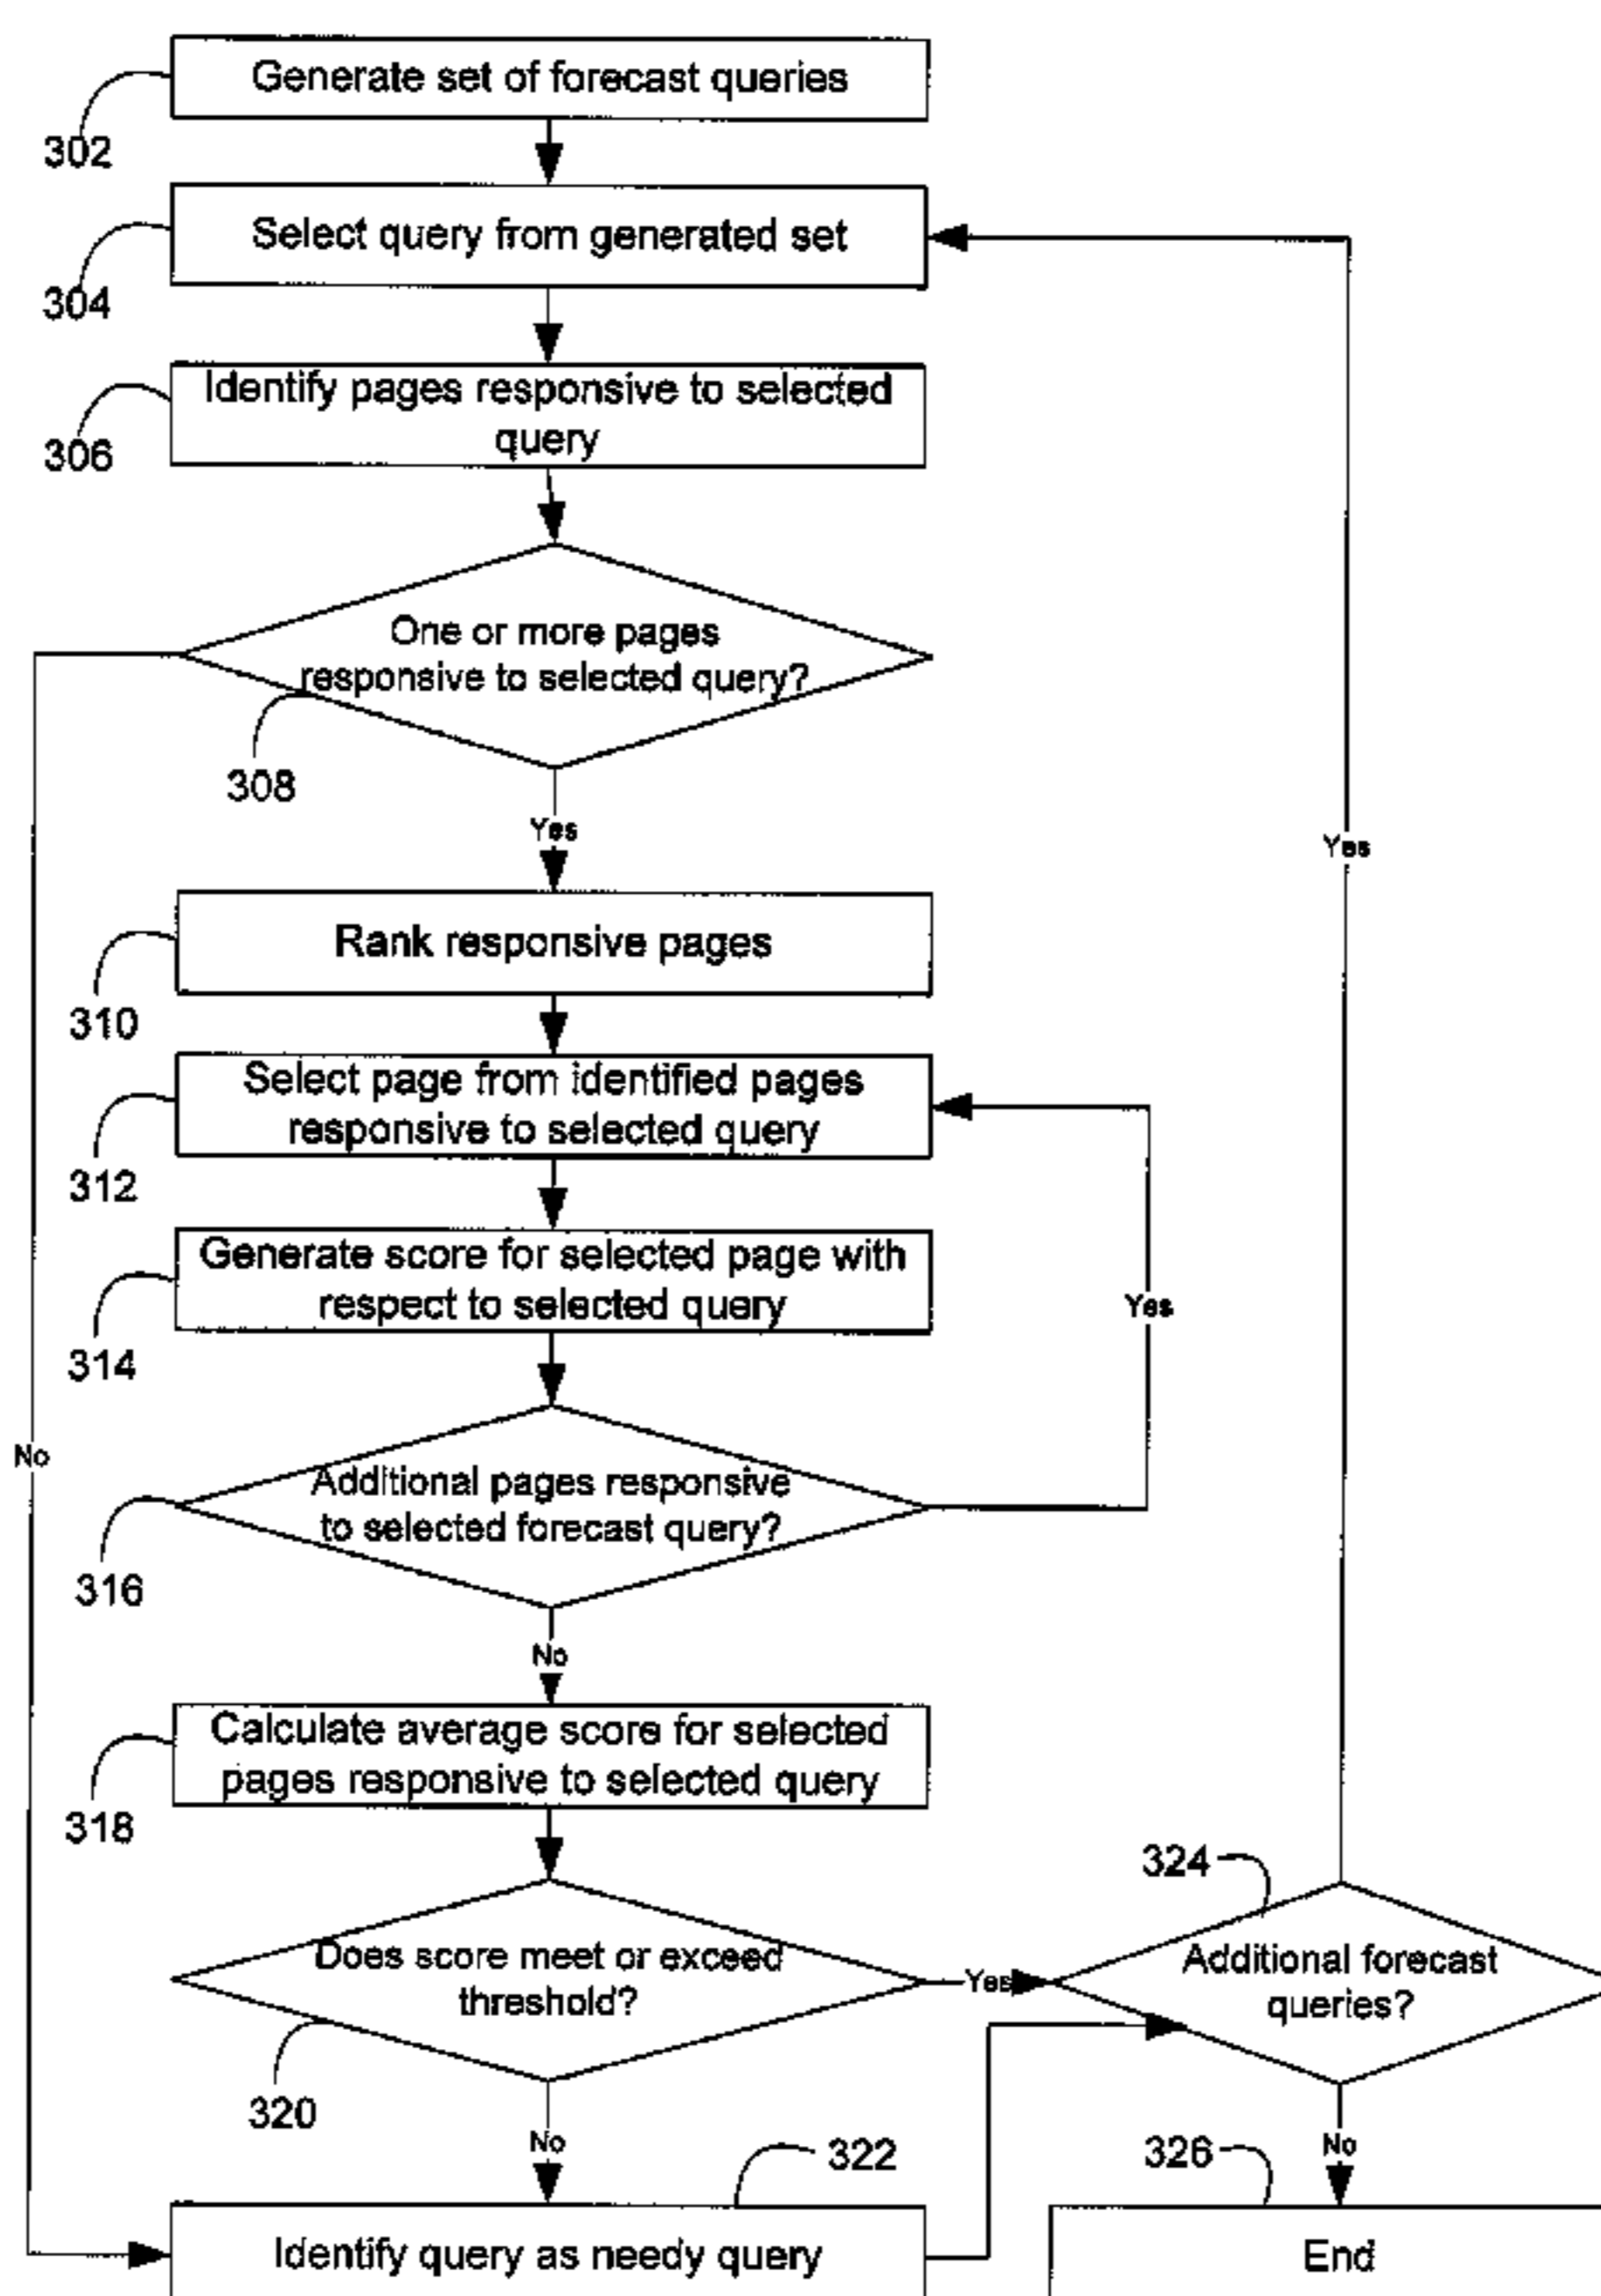 Generate set of forecast queries
302
Select query from generated set
304
Identify pages responsive to selected
query
306
One or more pages
responsive to selected query?
308
Yes
Yes
Rank responsive pages
310
Select page from identified pages
responsive to selected query
312
Generate score for selected page with
respect to selected query
314
Yes
No
Additional pages responsive
to selected forecast query?
316
No
Calculate average score for selected
pages responsive to selected query
318
324
Does score meet or exceed
threshold?
Yes
Additional forecast
queries?
320
No
322
326
No
Identify query as needy query
End